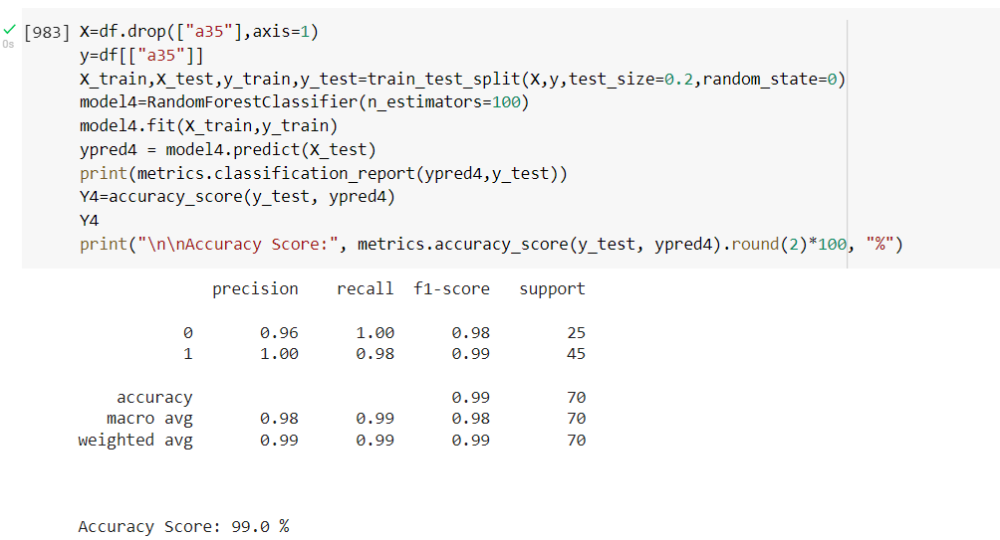 [983] X=df.drop(["a35"],axis=1)
0s
y=df[["a35"]]
X_train,X_test,y_train,y_test=train_test_split(X,y,test_size=0.2,random_state=0)
model4=RandomForestClassifier(n_estimators=100)
model4.fit(X_train,y_train)
ypred4 = model4.predict(X_test)
print(metrics.classification_report(ypred4,y_test))
Y4=accuracy_score(y_test, ypred4)
Y4
print("\n\nAccuracy Score:", metrics.accuracy_score(y_test, ypred4).round(2)*100, "%")
precision recall f1-score support
0 0.96 1.00 0.98 25
1 1.00 0.98 0.99 45
accuracy 0.99 70
macro avg 0.98 0.99 0.98 70
weighted avg 0.99 0.99 0.99 70
Accuracy Score: 99.0 %